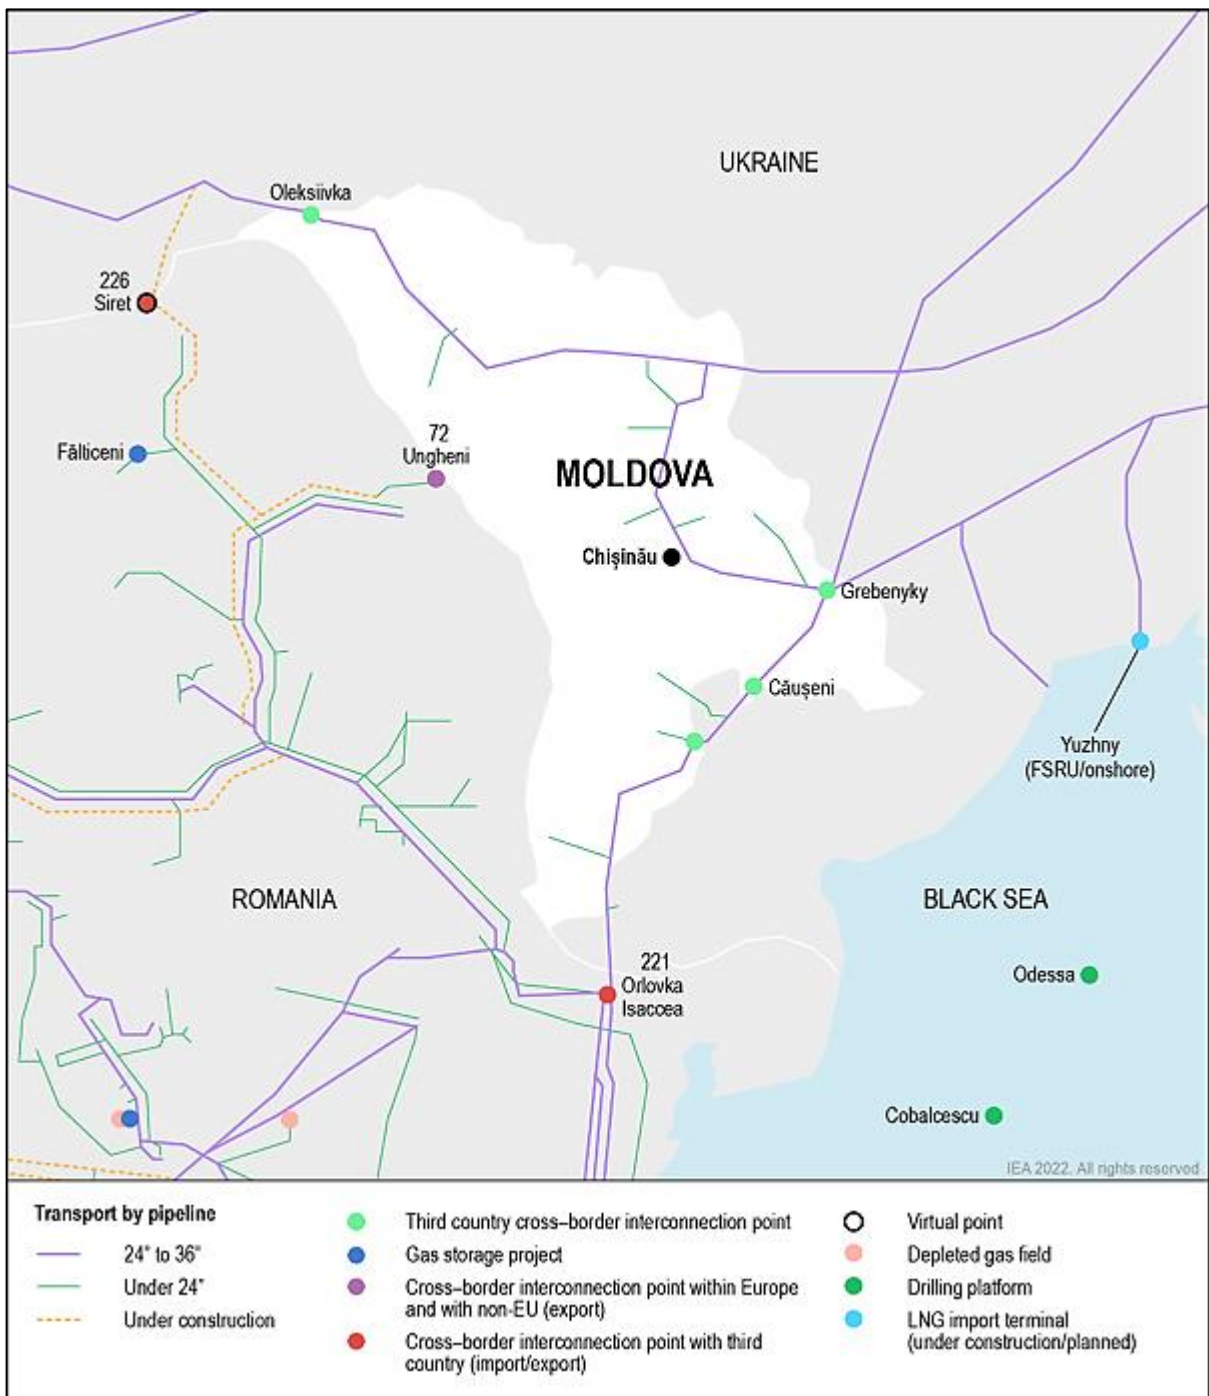 UKRAINE
Oleksiivka
226
Siret
Fălticeni
72
Ungheni
MOLDOVA
Chișinău
Grebenyky
Căușeni
Yuzhny
(FSRU/onshore)
ROMANIA
BLACK SEA
221
Orlovka
Isaccea
Odessa
Cobalcescu
IEA 2022. All rights reserved
Transport by pipeline
24" to 36"
Under 24"
Under construction
Third country cross–border interconnection point
Gas storage project
Cross–border interconnection point within Europe
and with non-EU (export)
Cross–border interconnection point with third
country (import/export)
Virtual point
Depleted gas field
Drilling platform
LNG import terminal
(under construction/planned)